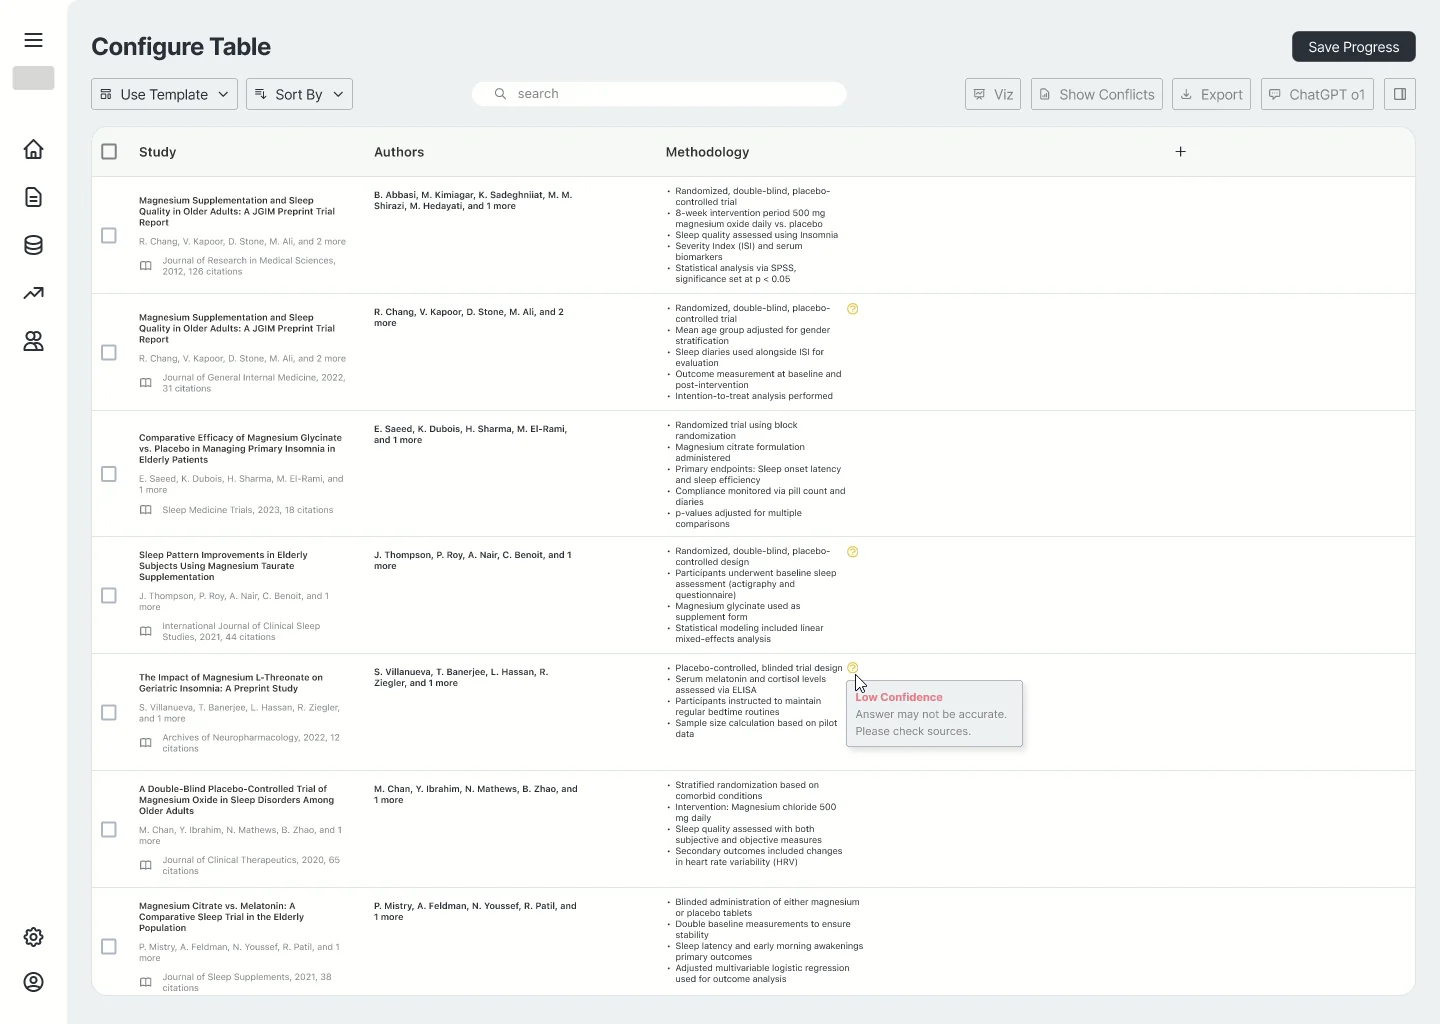 Configure Table
Save Progress
Use Template
Sort By
search
Viz
Show Conflicts
Export
ChatGPT o1
Study
Authors
Methodology
+
Magnesium Supplementation and Sleep
Quality in Older Adults: A JGIM Preprint Trial
Report
R. Chang, V. Kapoor, D. Stone, M. Ali, and 2 more
Journal of Research in Medical Sciences,
2012, 126 citations
B. Abbasi, M. Kimiagar, K. Sadeghniiat, M. M.
Shirazi, M. Hedayati, and 1 more
• Randomized, double-blind, placebo-
controlled trial
• 8-week intervention period 500 mg
magnesium oxide daily vs. placebo
• Sleep quality assessed using Insomnia
• Severity Index (ISI) and serum
biomarkers
• Statistical analysis via SPSS,
significance set at p < 0.05
Magnesium Supplementation and Sleep
Quality in Older Adults: A JGIM Preprint Trial
Report
R. Chang, V. Kapoor, D. Stone, M. Ali, and 2 more
Journal of General Internal Medicine, 2022,
31 citations
R. Chang, V. Kapoor, D. Stone, M. Ali, and 2
more
• Randomized, double-blind, placebo-
controlled trial
• Mean age group adjusted for gender
stratification
• Sleep diaries used alongside ISI for
evaluation
• Outcome measurement at baseline and
post-intervention
• Intention-to-treat analysis performed
Comparative Efficacy of Magnesium Glycinate
vs. Placebo in Managing Primary Insomnia in
Elderly Patients
E. Saeed, K. Dubois, H. Sharma, M. El-Rami, and
1 more
Sleep Medicine Trials, 2023, 18 citations
E. Saeed, K. Dubois, H. Sharma, M. El-Rami,
and 1 more
• Randomized trial using block
randomization
• Magnesium citrate formulation
administered
• Primary endpoints: Sleep onset latency
and sleep efficiency
• Compliance monitored via pill count and
diaries
• p-values adjusted for multiple
comparisons
Sleep Pattern Improvements in Elderly
Subjects Using Magnesium Taurate
Supplementation
J. Thompson, P. Roy, A. Nair, C. Benoit, and 1
more
International Journal of Clinical Sleep
Studies, 2021, 44 citations
J. Thompson, P. Roy, A. Nair, C. Benoit, and 1
more
• Randomized, double-blind, placebo-
controlled design
• Participants underwent baseline sleep
assessment (actigraphy and
questionnaire)
• Magnesium glycinate used as
supplement form
• Statistical modeling included linear
mixed-effects analysis
The Impact of Magnesium L-Threonate on
Geriatric Insomnia: A Preprint Study
S. Villanueva, T. Banerjee, L. Hassan, R. Ziegler,
and 1 more
Archives of Neuropharmacology, 2022, 12
citations
S. Villanueva, T. Banerjee, L. Hassan, R.
Ziegler, and 1 more
• Placebo-controlled, blinded trial design
• Serum melatonin and cortisol levels
assessed via ELISA
• Participants instructed to maintain
regular bedtime routines
• Sample size calculation based on pilot
data
Low Confidence
Answer may not be accurate.
Please check sources.
A Double-Blind Placebo-Controlled Trial of
Magnesium Oxide in Sleep Disorders Among
Older Adults
M. Chan, Y. Ibrahim, N. Mathews, B. Zhao, and 1
more
Journal of Clinical Therapeutics, 2020, 65
citations
M. Chan, Y. Ibrahim, N. Mathews, B. Zhao, and
1 more
• Stratified randomization based on
comorbid conditions
• Intervention: Magnesium chloride 500
mg daily
• Sleep quality assessed with both
subjective and objective measures
• Secondary outcomes included changes
in heart rate variability (HRV)
Magnesium Citrate vs. Melatonin: A
Comparative Sleep Trial in the Elderly
Population
P. Mistry, A. Feldman, N. Youssef, R. Patil, and 1
more
Journal of Sleep Supplements, 2021, 38
citations
P. Mistry, A. Feldman, N. Youssef, R. Patil, and
1 more
• Blinded administration of either magnesium
or placebo tablets
• Double baseline measurements to ensure
stability
• Sleep latency and early morning awakenings
primary outcomes
• Adjusted multivariable logistic regression
used for outcome analysis